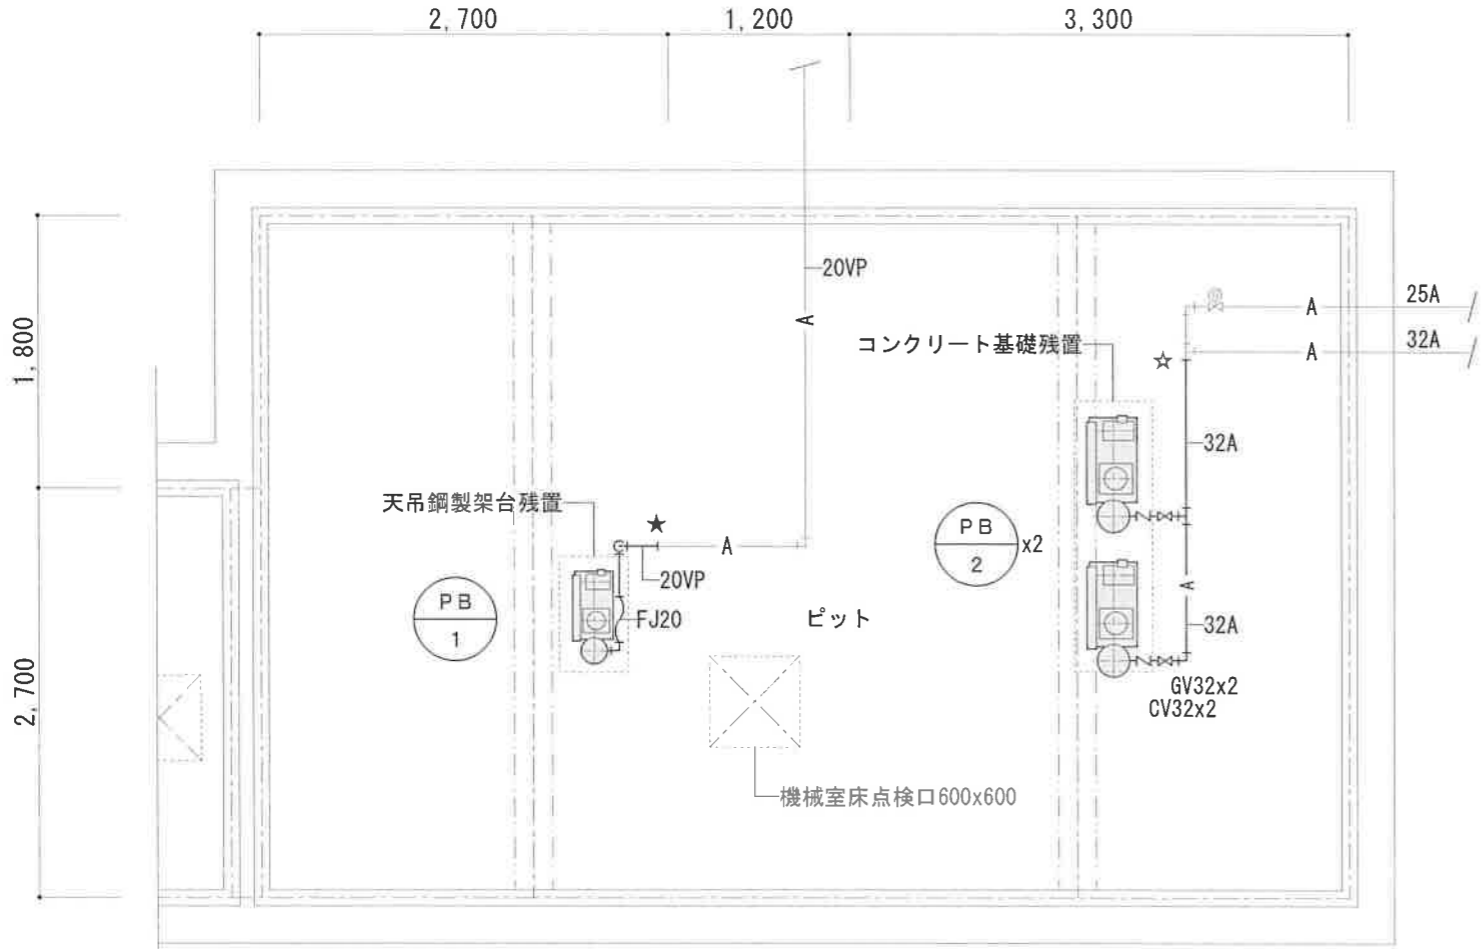 2,700
1,200
3,300
20VP
A
25A
A
コンクリート基礎残置
☆
A
32A
1,800
32A
天吊鋼製架台残置
★
A
PB
2
x2
20VP
A
PB
1
FJ20
ピット
32A
2,700
GV32x2
CV32x2
機械室床点検口600x600